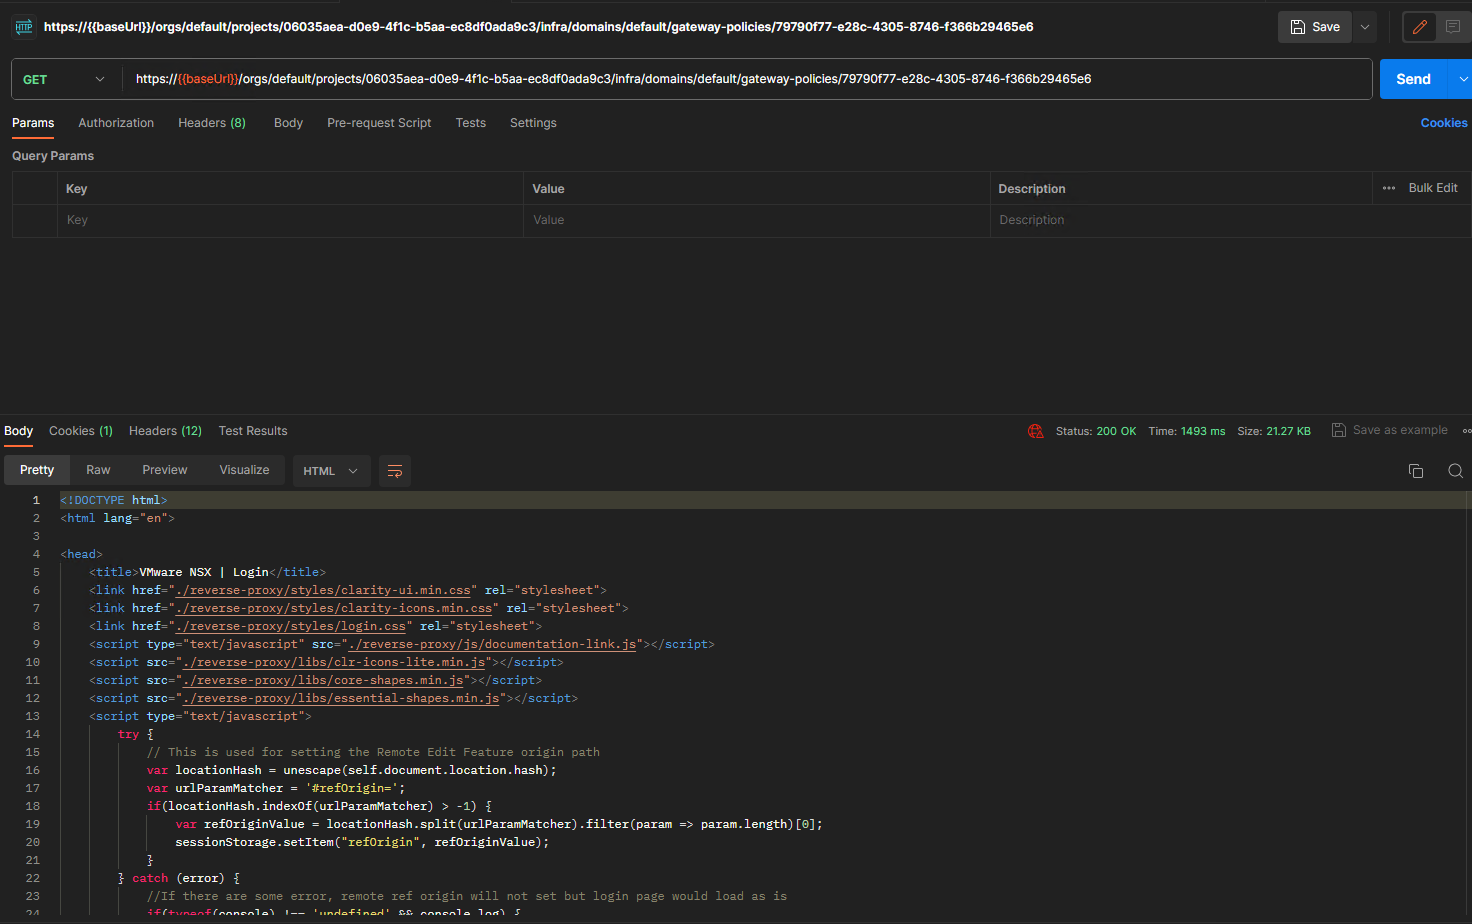 HTTP https://{{baseUrl}}/orgs/default/projects/06035aea-d0e9-4f1c-b5aa-ec8df0ada9c3/infra/domains/default/gateway-policies/79790f77-e28c-4305-8746-f366b29465e6 Save
GET https://{{baseUrl}}/orgs/default/projects/06035aea-d0e9-4f1c-b5aa-ec8df0ada9c3/infra/domains/default/gateway-policies/79790f77-e28c-4305-8746-f366b29465e6 Send
Params Authorization Headers (8) Body Pre-request Script Tests Settings Cookies
Query Params
Key Value Description Bulk Edit
Key Value Description
Body Cookies (1) Headers (12) Test Results Status: 200 OK Time: 1493 ms Size: 21.27 KB Save as example
Pretty Raw Preview Visualize HTML
1 <!DOCTYPE html>
2 <html lang="en">
3
4 <head>
5 <title>VMware NSX | Login</title>
6 <link href="./reverse-proxy/styles/clarity-ui.min.css" rel="stylesheet">
7 <link href="./reverse-proxy/styles/clarity-icons.min.css" rel="stylesheet">
8 <link href="./reverse-proxy/styles/login.css" rel="stylesheet">
9 <script type="text/javascript" src="./reverse-proxy/js/documentation-link.js"></script>
10 <script src="./reverse-proxy/libs/clr-icons-lite.min.js"></script>
11 <script src="./reverse-proxy/libs/core-shapes.min.js"></script>
12 <script src="./reverse-proxy/libs/essential-shapes.min.js"></script>
13 <script type="text/javascript">
14 try {
15 // This is used for setting the Remote Edit Feature origin path
16 var locationHash = unescape(self.document.location.hash);
17 var urlParamMatcher = '#refOrigin=';
18 if(locationHash.indexOf(urlParamMatcher) > -1) {
19 var refOriginValue = locationHash.split(urlParamMatcher).filter(param => param.length)[0];
20 sessionStorage.setItem("refOrigin", refOriginValue);
21 }
22 } catch (error) {
23 //If there are some error, remote ref origin will not set but login page would load as is
24 if(typeof(console) !== 'undefined' && console.log) {